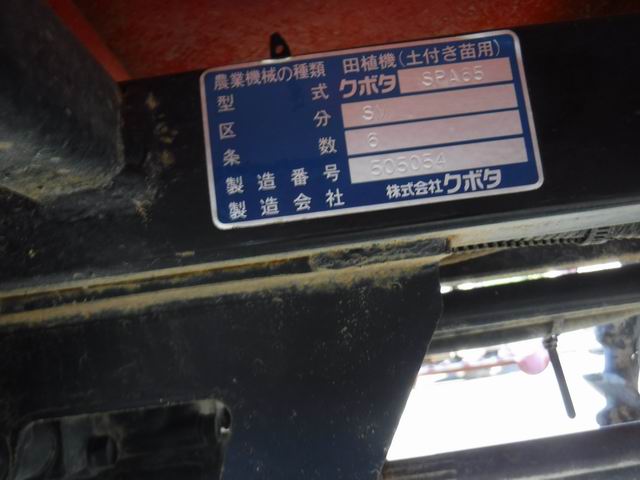 農業機械の種類 田植機(土付き苗用)
型式 クボタ SPA65
区分
条数 6
製造番号 505054
製造会社 株式会社クボタ